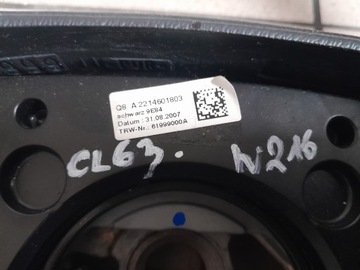 Q8 A 2214601803
schwarz 9E84
Datum : 31.08.2007
TRW-Nr.: 61999000A
CL63. W216